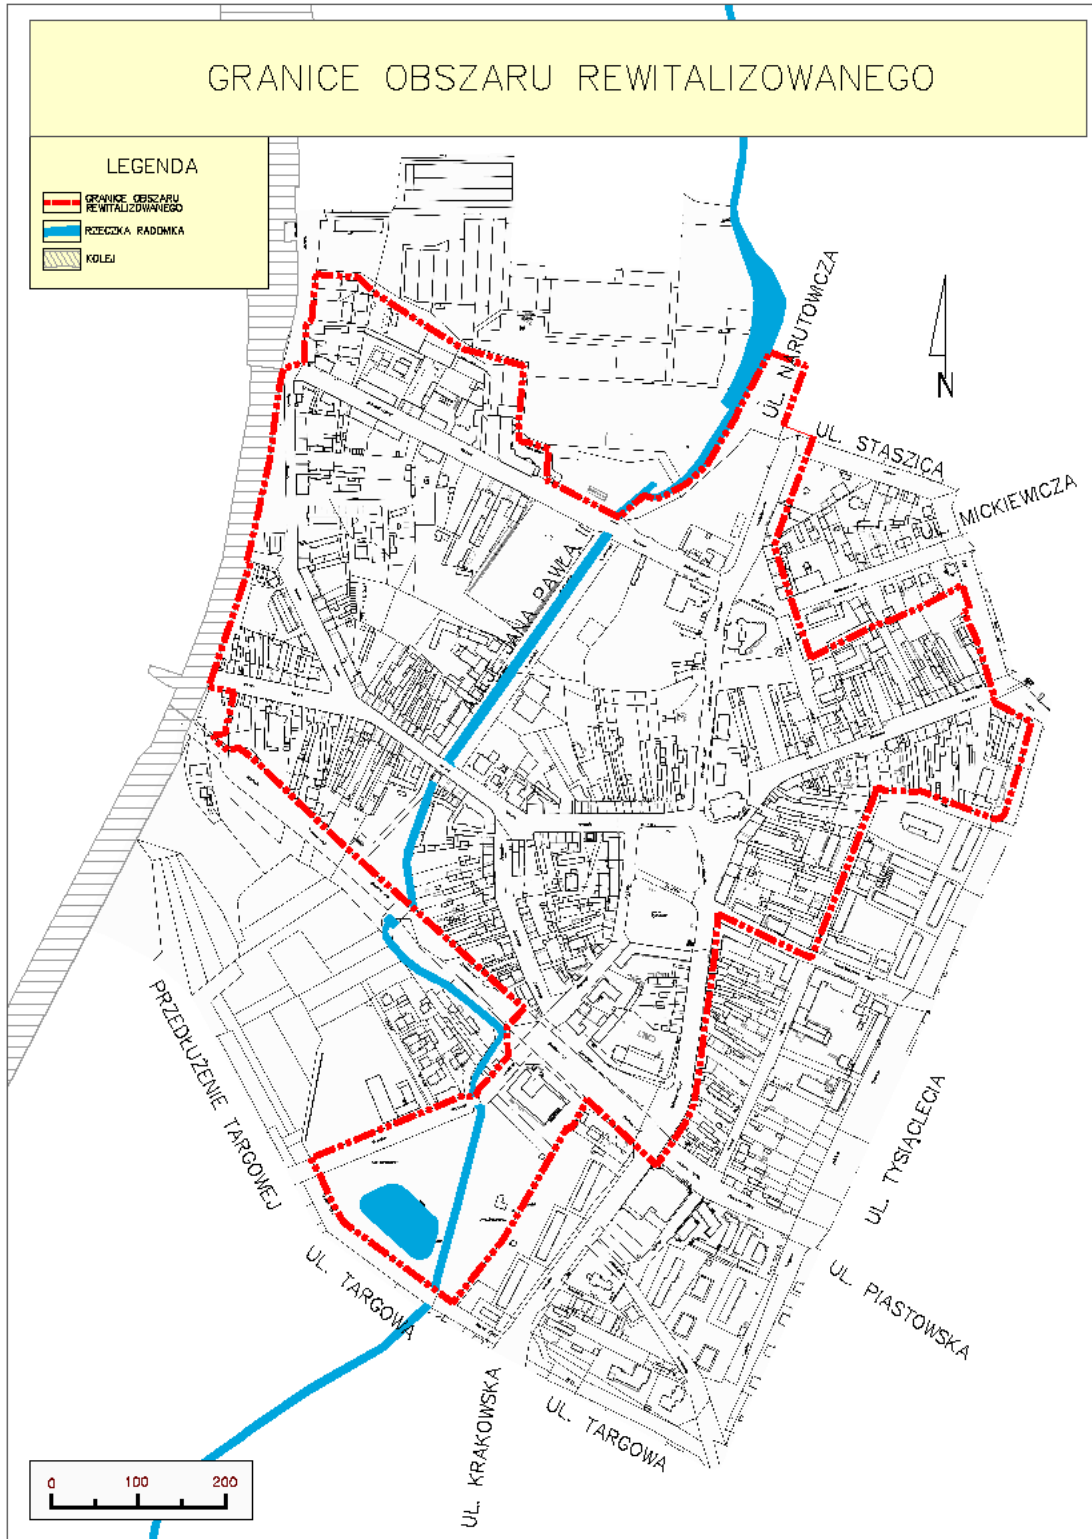 GRANICE OBSZARU REWITALIZOWANEGO
LEGENDA
GRANICE OBSZARU
REWITALIZOWANEGO
RZECZKA RADOMKA
KOLEJ
UL. NARUTOWICZA
N
UL. STASZICA
UL. MICKIEWICZA
ALEJA JANA PAWŁA II
PRZEDŁUŻENIE TARGOWEJ
UL. TYSIĄCLECIA
UL. TARGOWA
UL. PIASTOWSKA
UL. KRAKOWSKA
UL. TARGOWA
0 100 200